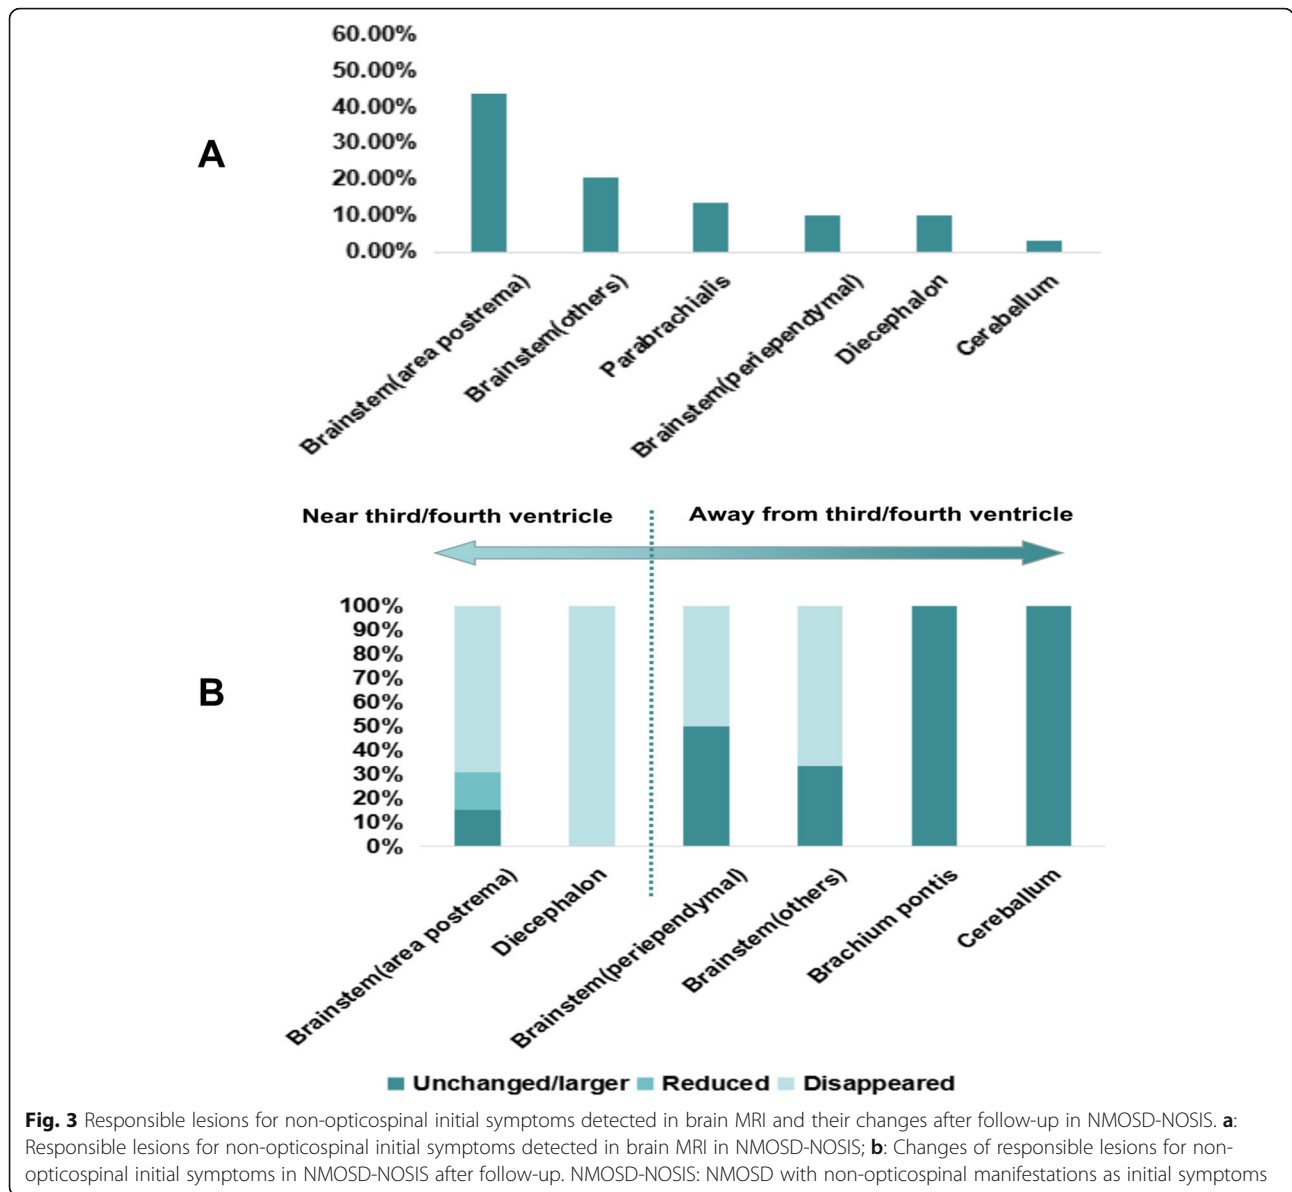 60.00%
50.00%
40.00%
30.00%
20.00%
10.00%
0.00%
A
Brainstem(area postrema)
Brainstem(others)
Parabrachialis
Brainstem(periependymal)
Diecephalon
Cerebellum
Near third/fourth ventricle
Away from third/fourth ventricle
100%
90%
80%
70%
60%
50%
40%
30%
20%
10%
0%
B
Brainstem(area postrema)
Diecephalon
Brainstem(periependymal)
Brainstem(others)
Brachium pontis
Cereballum
Unchanged/larger Reduced Disappeared
Fig. 3 Responsible lesions for non-opticospinal initial symptoms detected in brain MRI and their changes after follow-up in NMOSD-NOSIS. a:
Responsible lesions for non-opticospinal initial symptoms detected in brain MRI in NMOSD-NOSIS; b: Changes of responsible lesions for non-
opticospinal initial symptoms in NMOSD-NOSIS after follow-up. NMOSD-NOSIS: NMOSD with non-opticospinal manifestations as initial symptoms